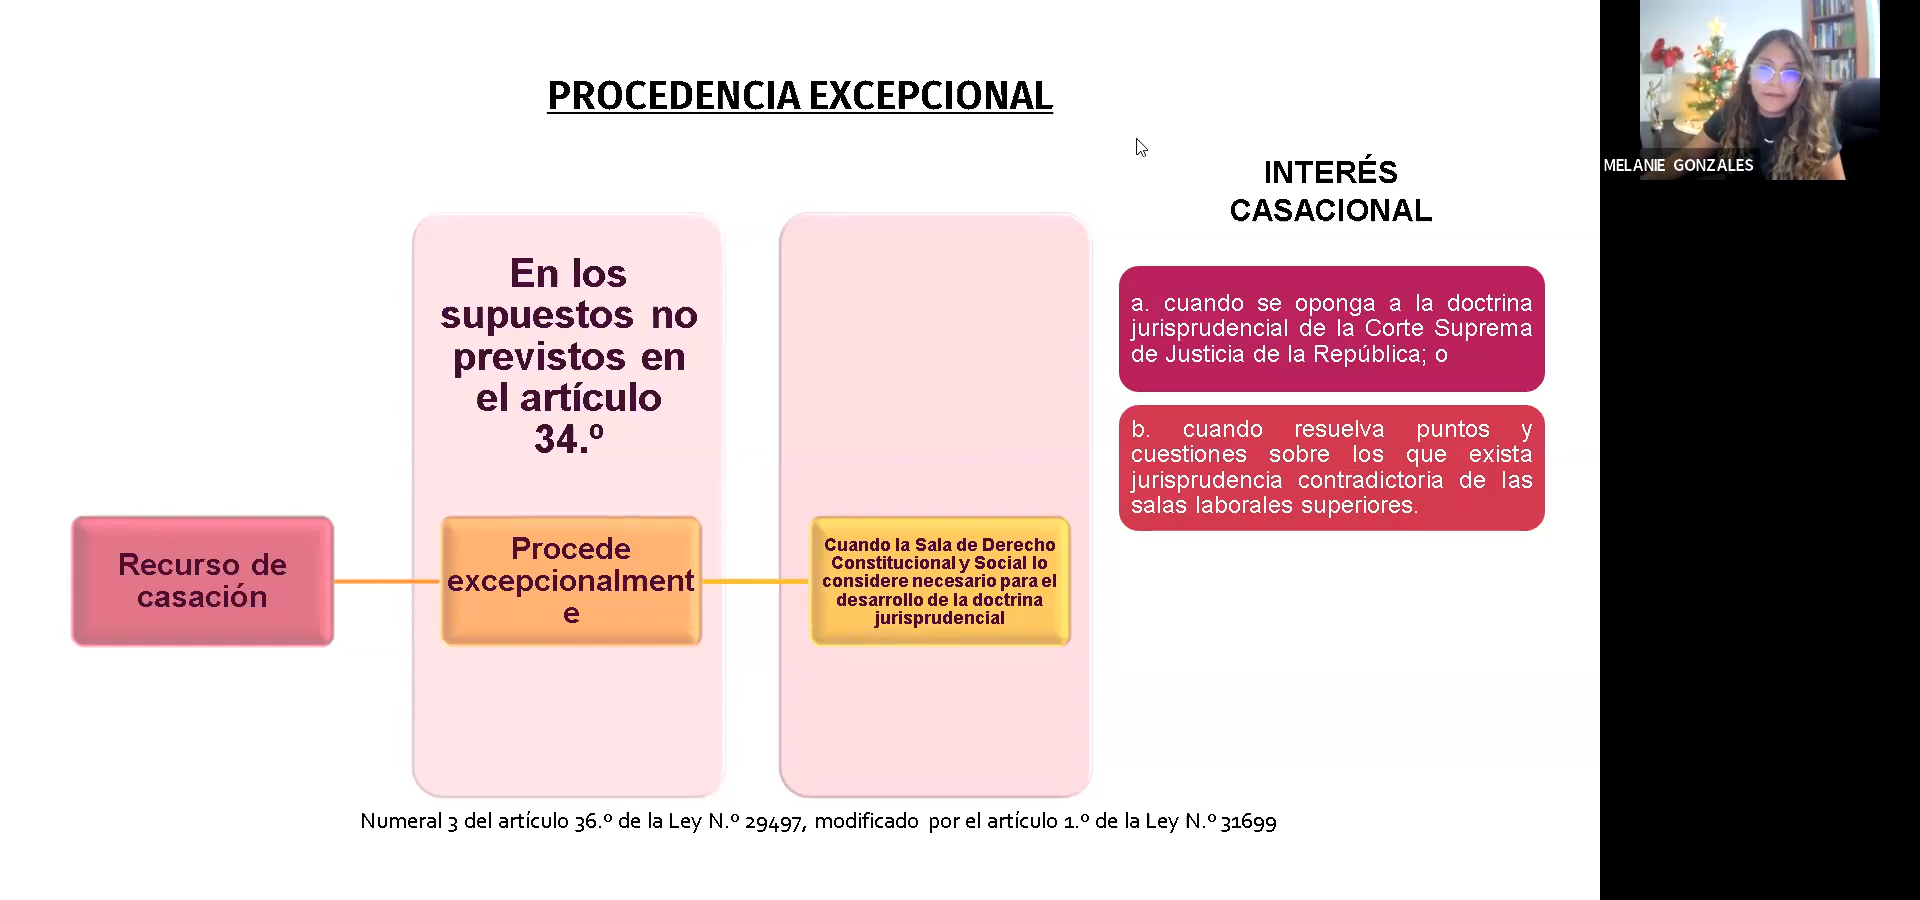 PROCEDENCIA EXCEPCIONAL
MELANIE GONZALES
INTERÉS
CASACIONAL
En los
supuestos no
previstos en
el artículo
34.º
a. cuando se oponga a la doctrina
jurisprudencial de la Corte Suprema
de Justicia de la República; o
b. cuando resuelva puntos y
cuestiones sobre los que exista
jurisprudencia contradictoria de las
salas laborales superiores.
Recurso de
casación
Procede
excepcionalment
e
Cuando la Sala de Derecho
Constitucional y Social lo
considere necesario para el
desarrollo de la doctrina
jurisprudencial
Numeral 3 del artículo 36.º de la Ley N.º 29497, modificado por el artículo 1.º de la Ley N.º 31699